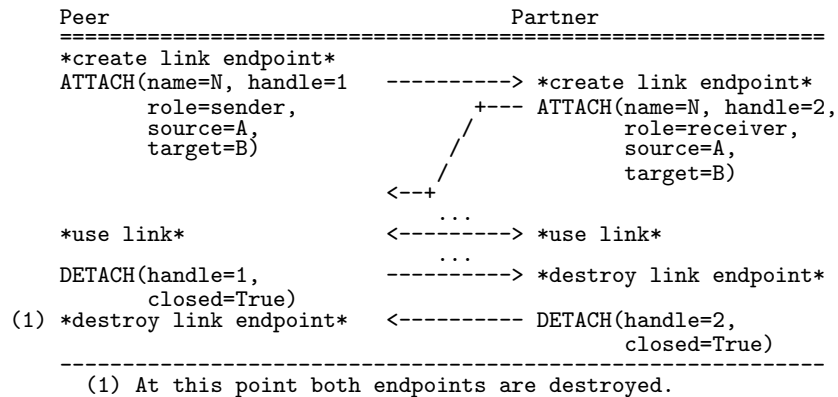 Peer                                     Partner
    =============================================================
    *create link endpoint*
    ATTACH(name=N, handle=1   ----------> *create link endpoint*
           role=sender,              +--- ATTACH(name=N, handle=2,
           source=A,                /            role=receiver,
           target=B)               /             source=A,
                                  /              target=B)
                              <--+
                                  ...
    *use link*                <---------> *use link*
                                  ...
    DETACH(handle=1,          ----------> *destroy link endpoint*
           closed=True)
(1) *destroy link endpoint*   <---------- DETACH(handle=2,
                                                 closed=True)
    -------------------------------------------------------------
      (1) At this point both endpoints are destroyed.